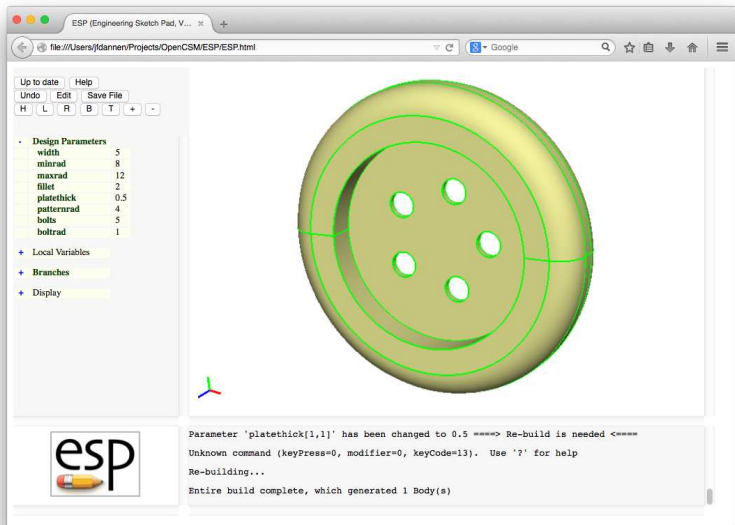 ESP (Engineering Sketch Pad, V... × +
file:///Users/jfdannen/Projects/OpenCSM/ESP/ESP.html
Google
Up to date Help
Undo Edit Save File
H L R B T + -
- Design Parameters
width 5
minrad 8
maxrad 12
fillet 2
platethick 0.5
patternrad 4
bolts 5
boltrad 1
+ Local Variables
+ Branches
+ Display
esp
Parameter 'platethick[1,1]' has been changed to 0.5 ====> Re-build is needed <====
Unknown command (keyPress=0, modifier=0, keyCode=13). Use '?' for help
Re-building...
Entire build complete, which generated 1 Body(s)